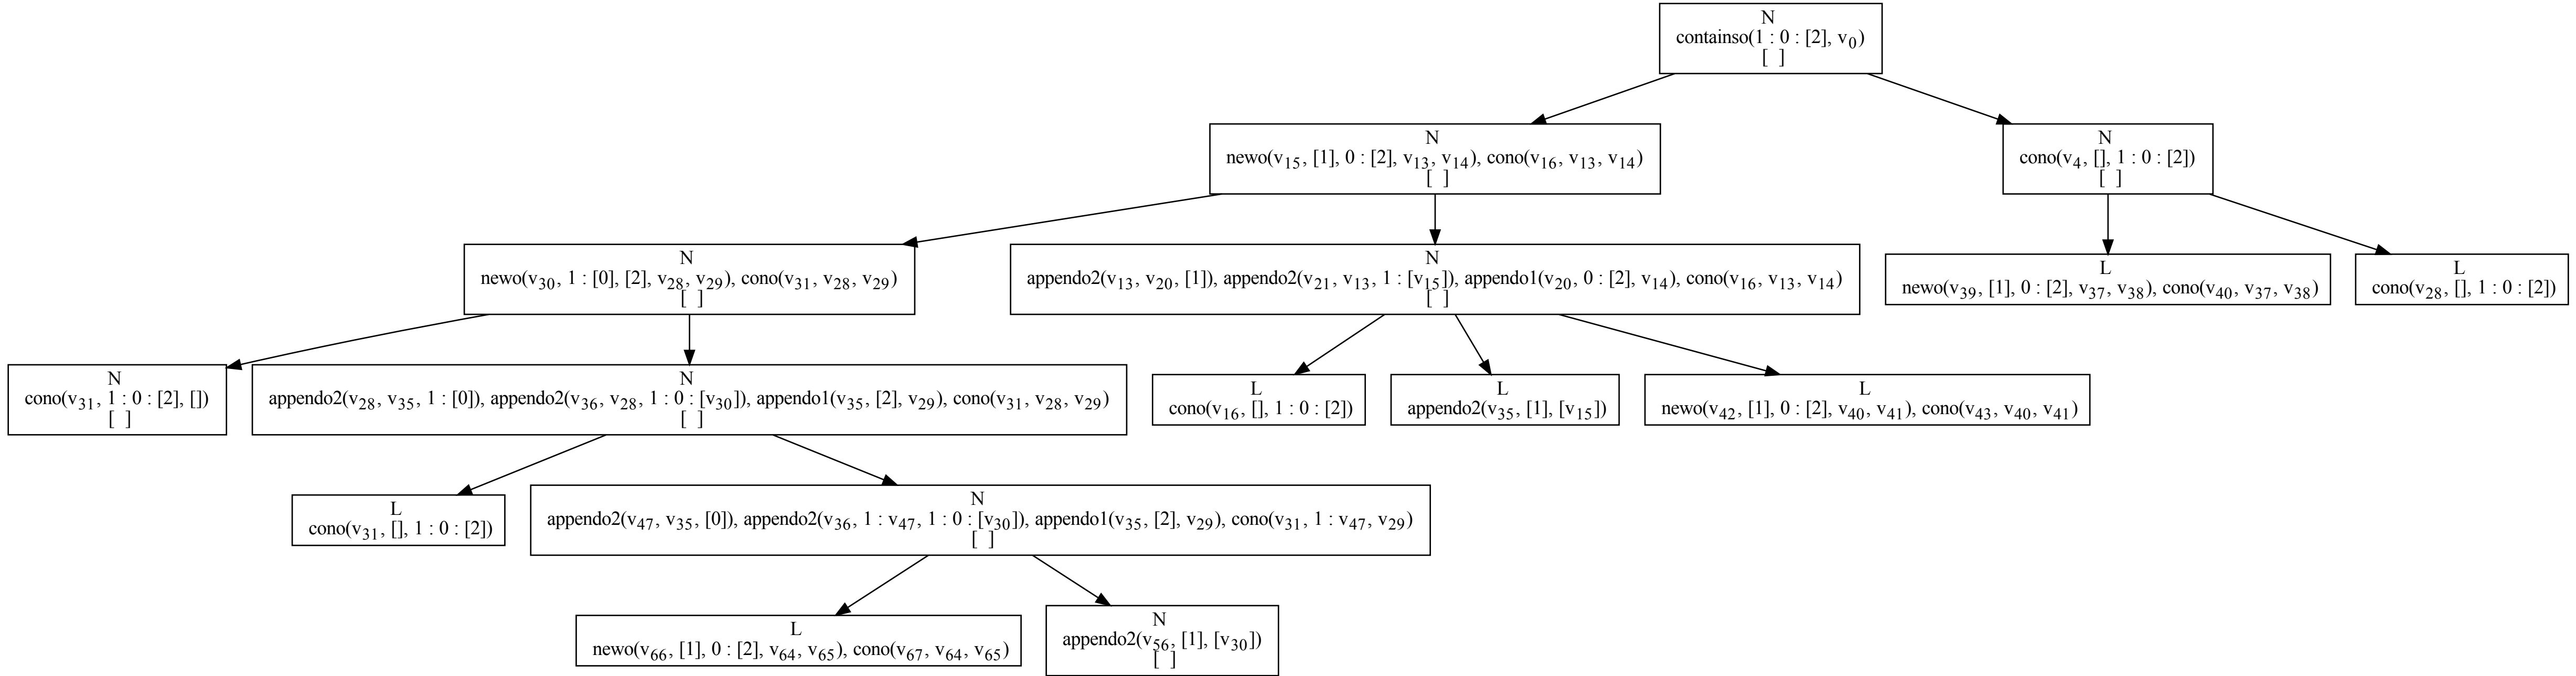 N
containso(1 : 0 : [2], v0)
[ ]
N
newo(v15, [1], 0 : [2], v13, v14), cono(v16, v13, v14)
[ ]
N
cono(v4, [], 1 : 0 : [2])
[ ]
N
newo(v30, 1 : [0], [2], v28, v29), cono(v31, v28, v29)
[ ]
N
appendo2(v13, v20, [1]), appendo2(v21, v13, 1 : [v15]), appendo1(v20, 0 : [2], v14), cono(v16, v13, v14)
[ ]
L
newo(v39, [1], 0 : [2], v37, v38), cono(v40, v37, v38)
L
cono(v28, [], 1 : 0 : [2])
N
cono(v31, 1 : 0 : [2], [])
[ ]
N
appendo2(v28, v35, 1 : [0]), appendo2(v36, v28, 1 : 0 : [v30]), appendo1(v35, [2], v29), cono(v31, v28, v29)
[ ]
L
cono(v16, [], 1 : 0 : [2])
L
appendo2(v35, [1], [v15])
L
newo(v42, [1], 0 : [2], v40, v41), cono(v43, v40, v41)
L
cono(v31, [], 1 : 0 : [2])
N
appendo2(v47, v35, [0]), appendo2(v36, 1 : v47, 1 : 0 : [v30]), appendo1(v35, [2], v29), cono(v31, 1 : v47, v29)
[ ]
L
newo(v66, [1], 0 : [2], v64, v65), cono(v67, v64, v65)
N
appendo2(v56, [1], [v30])
[ ]